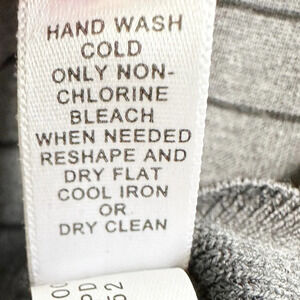 HAND WASH
COLD
ONLY NON-
CHLORINE
BLEACH
WHEN NEEDED
RESHAPE AND
DRY FLAT
COOL IRON
OR
DRY CLEAN